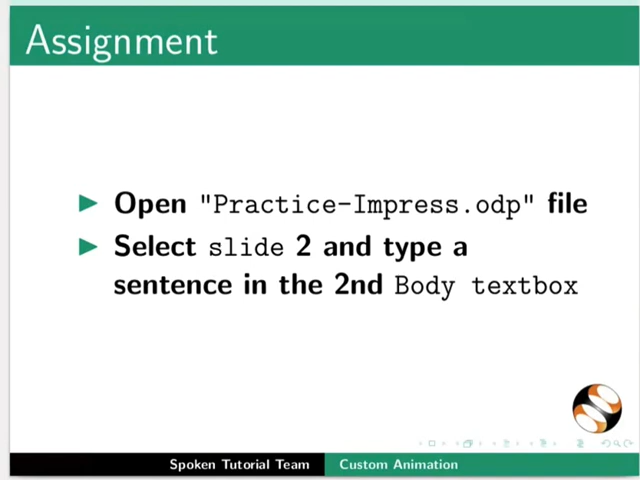 Assignment
Open "Practice-Impress.odp" file
Select slide 2 and type a
sentence in the 2nd Body textbox
Spoken Tutorial Team
Custom Animation